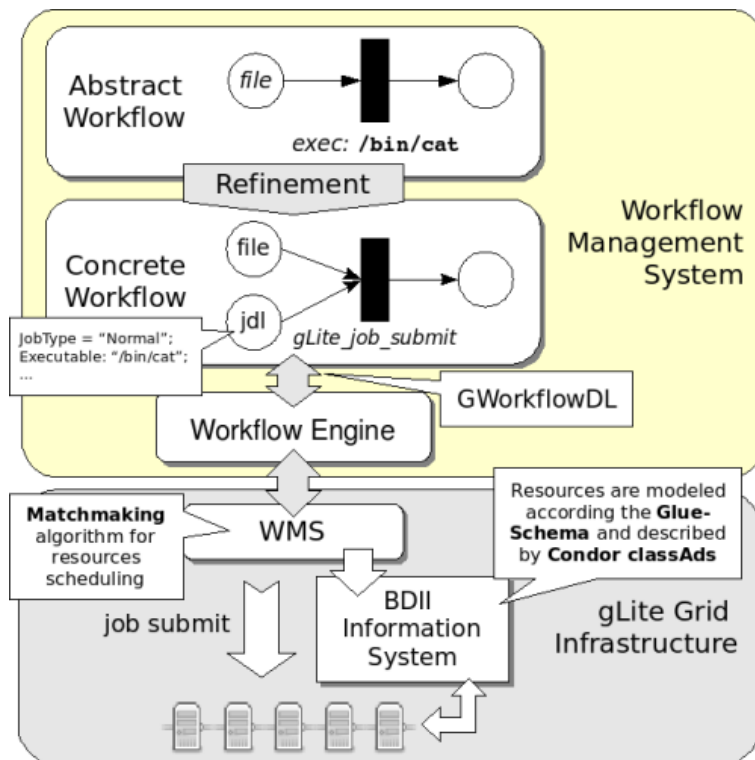 Abstract
Workflow
file
exec: /bin/cat
Refinement
Workflow
Management
System
Concrete
Workflow
file
jdl
gLite_job_submit
JobType = “Normal”;
Executable: “/bin/cat”;
...
GWorkflowDL
Workflow Engine
Matchmaking
algorithm for
resources
scheduling
WMS
Resources are modeled
according the Glue-
Schema and described
by Condor classAds
job submit
BDII
Information
System
gLite Grid
Infrastructure